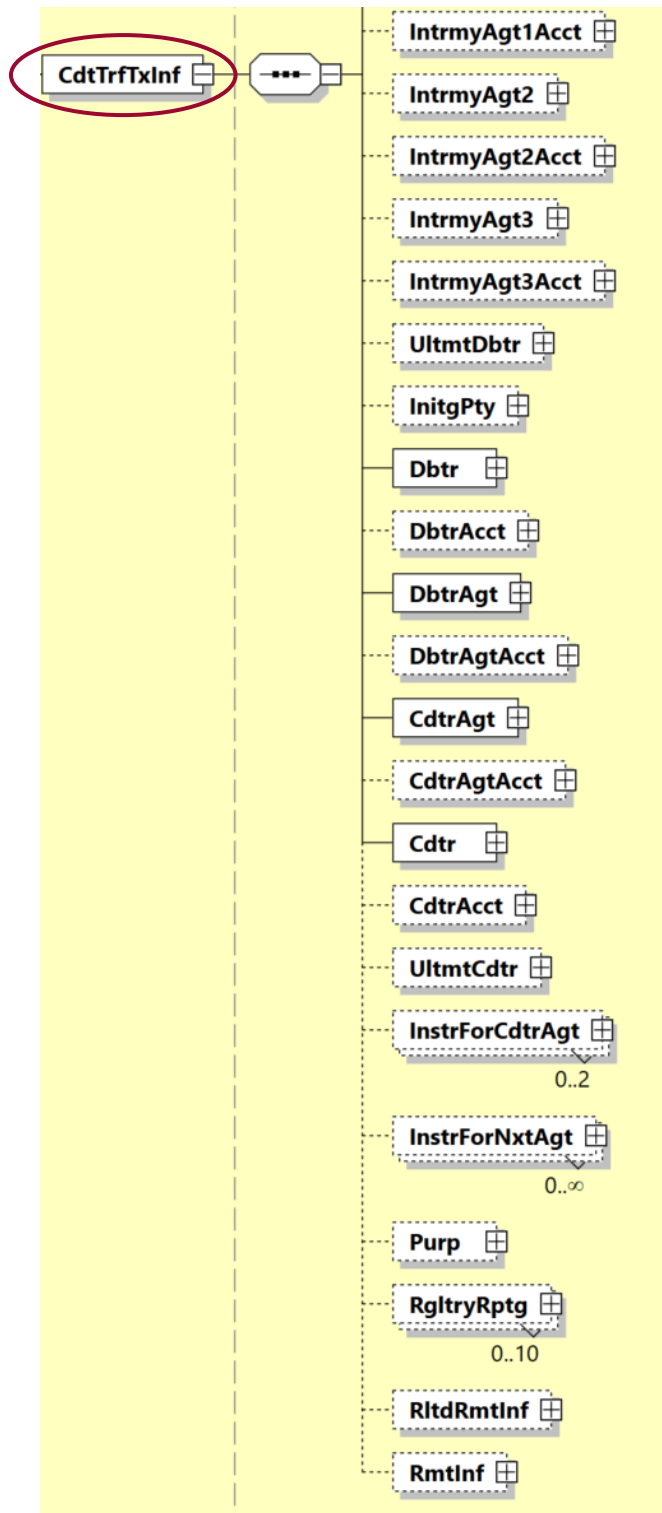 IntrmyAgt1Acct
CdtTrfTxInf
IntrmyAgt2
IntrmyAgt2Acct
IntrmyAgt3
IntrmyAgt3Acct
UltmtDbtr
InitgPty
Dbtr
DbtrAcct
DbtrAgt
DbtrAgtAcct
CdtrAgt
CdtrAgtAcct
Cdtr
CdtrAcct
UltmtCdtr
InstrForCdtrAgt
0..2
InstrForNxtAgt
0..∞
Purp
RgltryRptg
0..10
RltdRmtInf
RmtInf